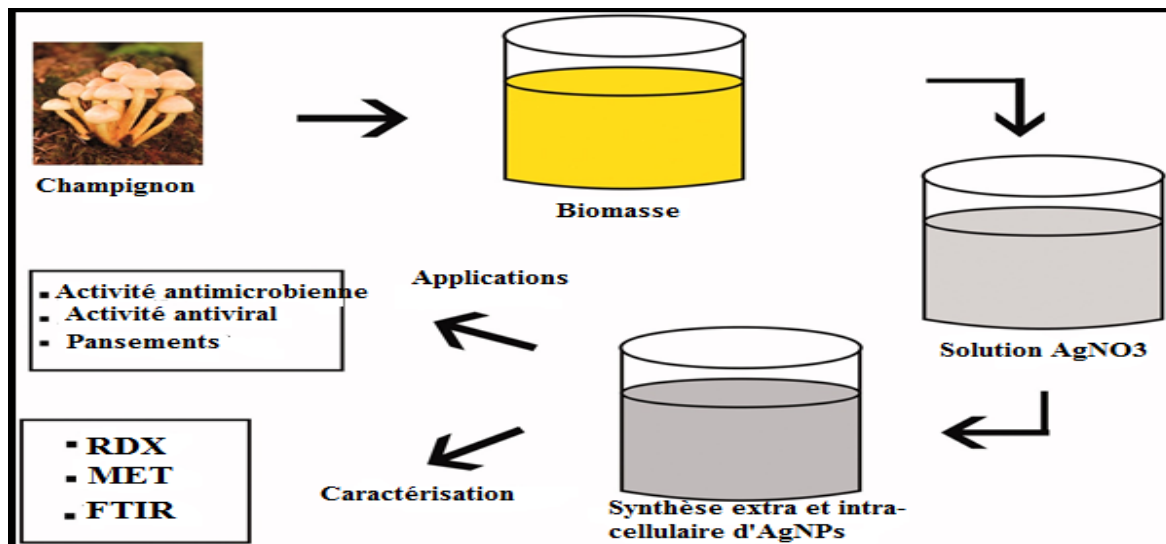 Champignon
Biomasse
Solution AgNO3
Synthèse extra et intra-
cellulaire d'AgNPs
Applications
▪ Activité antimicrobienne
▪ Activité antiviral
▪ Pansements
Caractérisation
▪ RDX
▪ MET
▪ FTIR